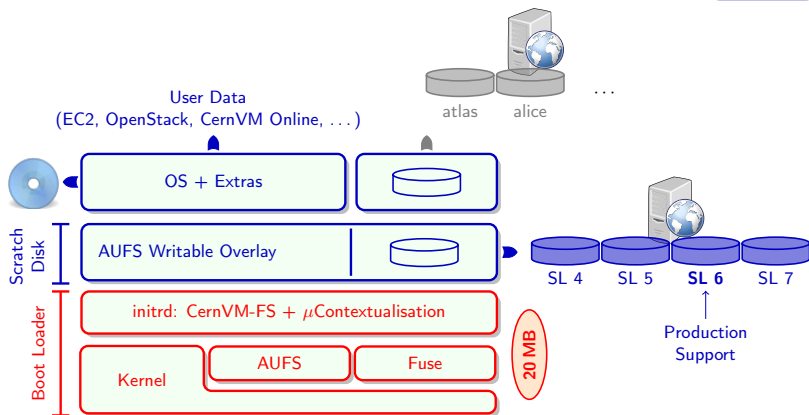 User Data
(EC2, OpenStack, CernVM Online, ...)
atlas
alice
...
OS + Extras
Scratch
Disk
AUFS Writable Overlay
SL 4
SL 5
SL 6
SL 7
Production
Support
Boot Loader
initrd: CernVM-FS + μContextualisation
Kernel
AUFS
Fuse
20 MB